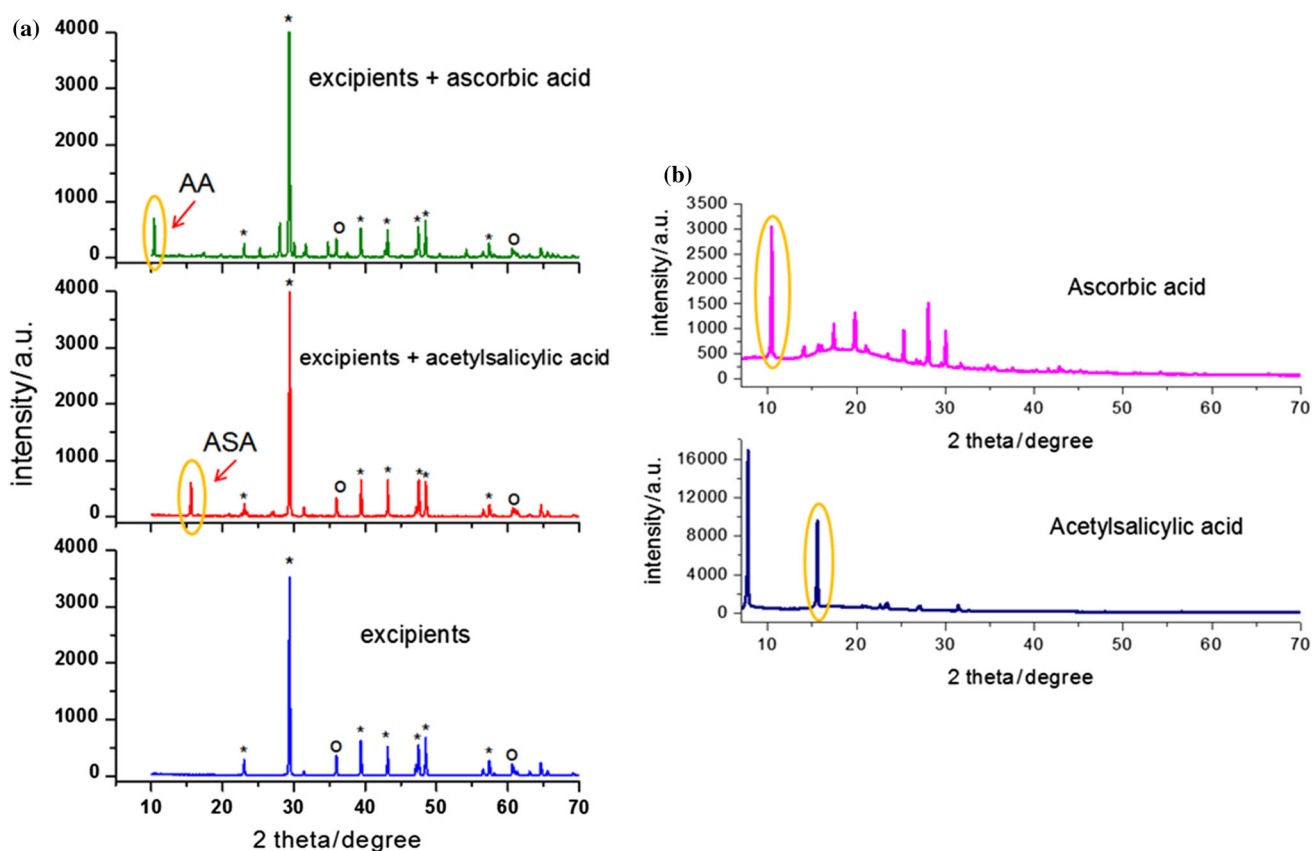 (a)
4000
3000
2000
1000
0
*
excipients + ascorbic acid
AA
* o * * * * * o
4000
3000
2000
1000
0
*
excipients + acetylsalicylic acid
ASA
* o * * * * * o
4000
3000
2000
1000
0
*
excipients
* o * * * * * o
intensity/a.u.
10 20 30 40 50 60 70
2 theta/degree
(b)
3500
3000
2500
2000
1500
1000
500
0
intensity/a.u.
Ascorbic acid
10 20 30 40 50 60 70
2 theta/degree
16000
12000
8000
4000
0
intensity/a.u.
Acetylsalicylic acid
10 20 30 40 50 60 70
2 theta/degree